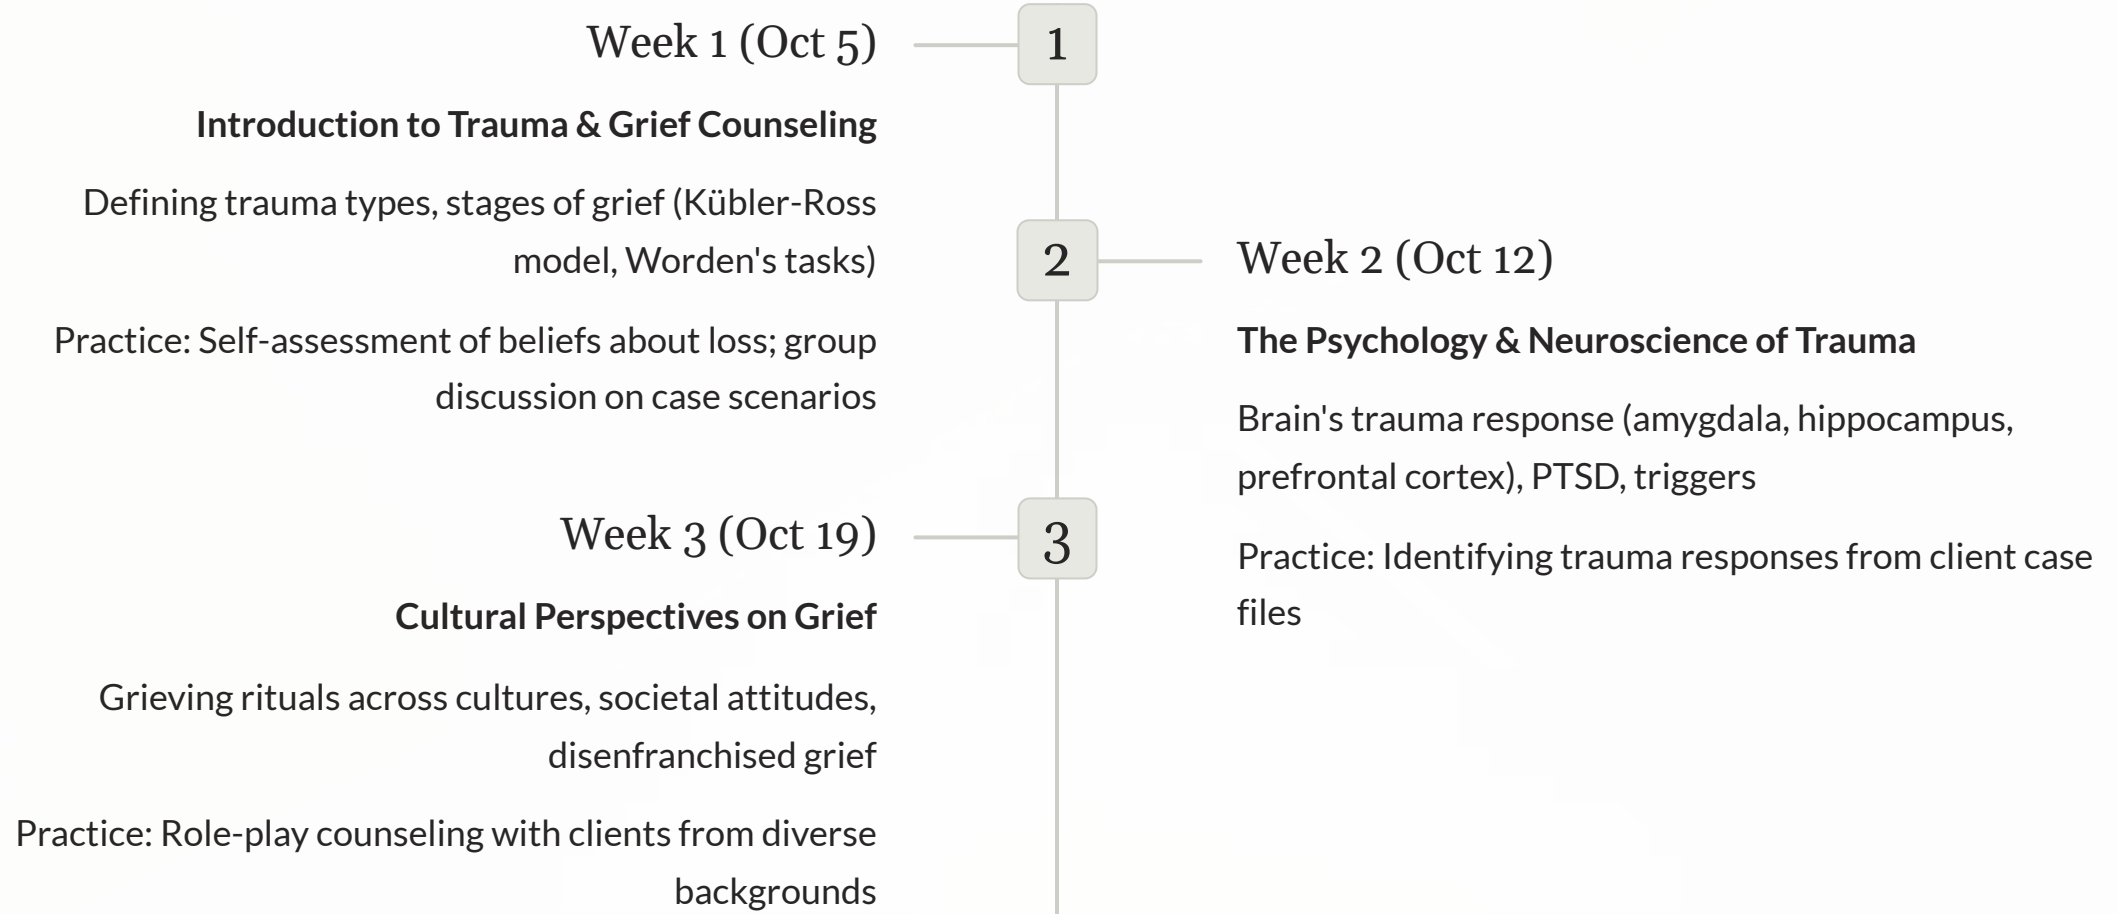 Week 1 (Oct 5)
1
Introduction to Trauma & Grief Counseling
Defining trauma types, stages of grief (Kübler-Ross
model, Worden's tasks)
Practice: Self-assessment of beliefs about loss; group
discussion on case scenarios
2
Week 2 (Oct 12)
The Psychology & Neuroscience of Trauma
Brain's trauma response (amygdala, hippocampus,
prefrontal cortex), PTSD, triggers
Practice: Identifying trauma responses from client case
files
Week 3 (Oct 19)
3
Cultural Perspectives on Grief
Grieving rituals across cultures, societal attitudes,
disenfranchised grief
Practice: Role-play counseling with clients from diverse
backgrounds